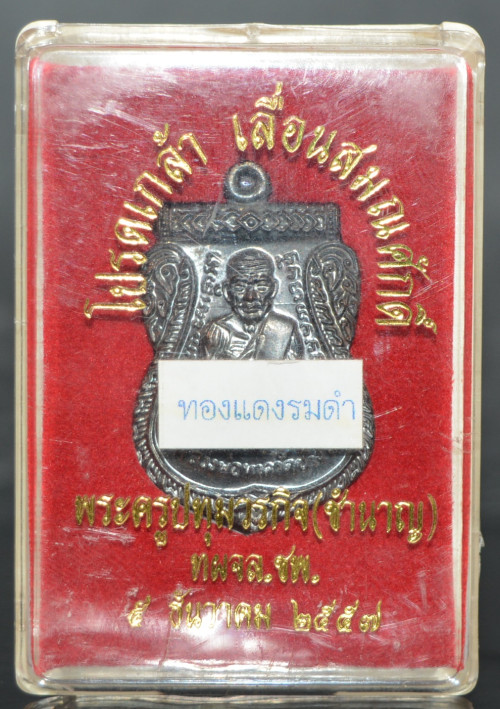 โปรดเกล้า เลื่อนสมณศักดิ์
ทองแดงรมดำ
พระครูปทุมวรกิจ(ชำนาญ)
ทผจล.ชพ.
๕ ธันวาคม ๒๕๕๗